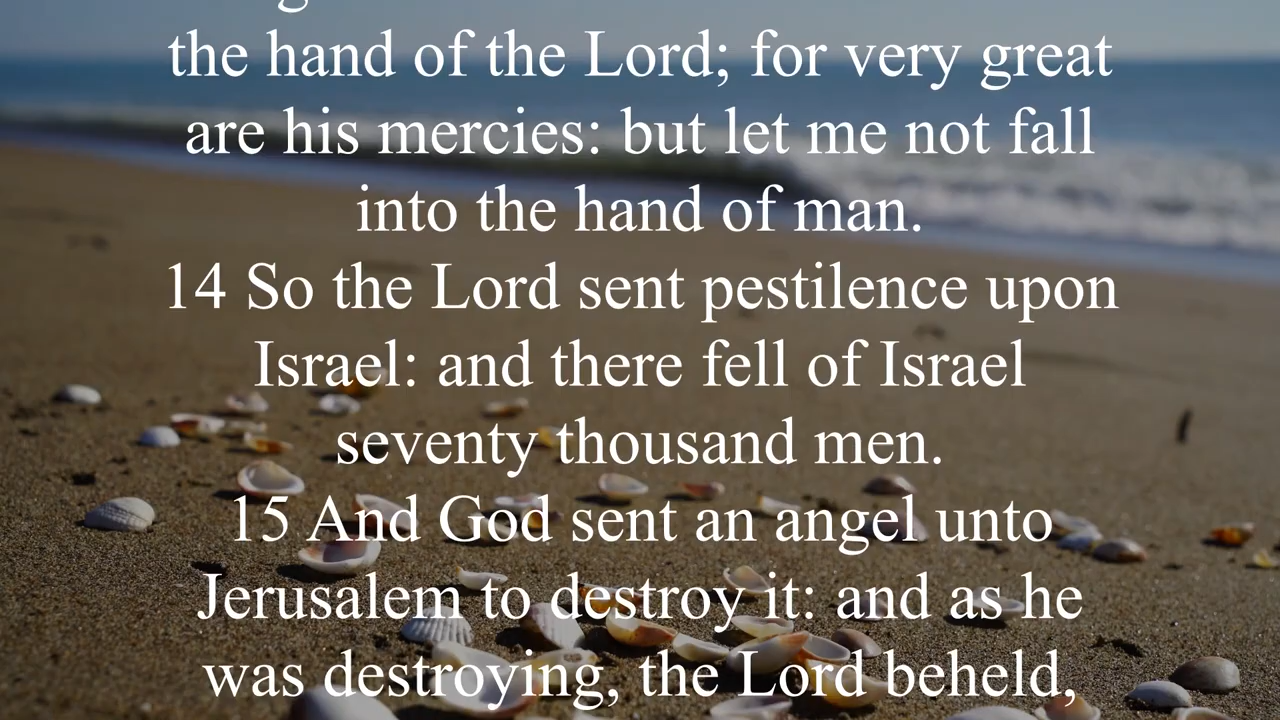 the hand of the Lord; for very great
are his mercies: but let me not fall
into the hand of man.
14 So the Lord sent pestilence upon
Israel: and there fell of Israel
seventy thousand men.
15 And God sent an angel unto
Jerusalem to destroy it: and as he
was destroying, the Lord beheld,